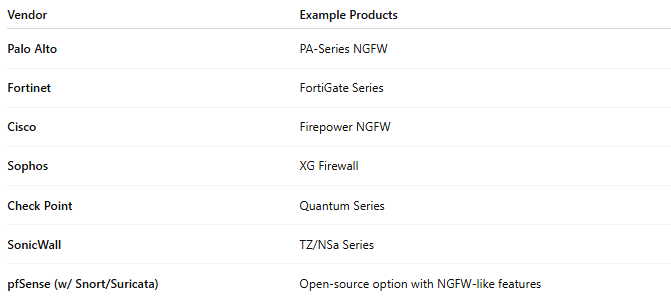 Vendor Example Products
Palo Alto PA-Series NGFW
Fortinet FortiGate Series
Cisco Firepower NGFW
Sophos XG Firewall
Check Point Quantum Series
SonicWall TZ/NSa Series
pfSense (w/ Snort/Suricata) Open-source option with NGFW-like features